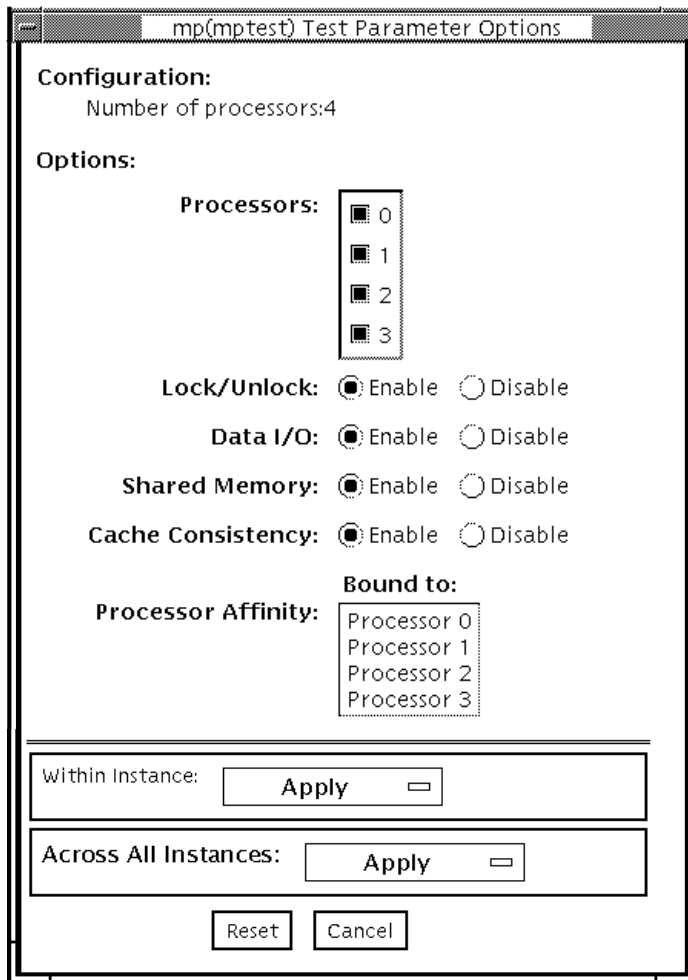 mp(mptest) Test Parameter Options
Configuration:
Number of processors:4
Options:
Processors:
0
1
2
3
Lock/Unlock: Enable Disable
Data I/O: Enable Disable
Shared Memory: Enable Disable
Cache Consistency: Enable Disable
Bound to:
Processor Affinity:
Processor 0
Processor 1
Processor 2
Processor 3
Within Instance: Apply
Across All Instances: Apply
Reset Cancel